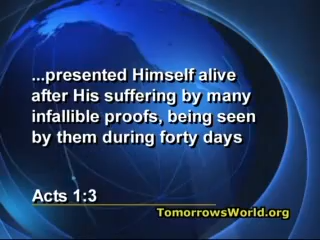 ...presented Himself alive
after His suffering by many
infallible proofs, being seen
by them during forty days
Acts 1:3
TomorrowsWorld.org